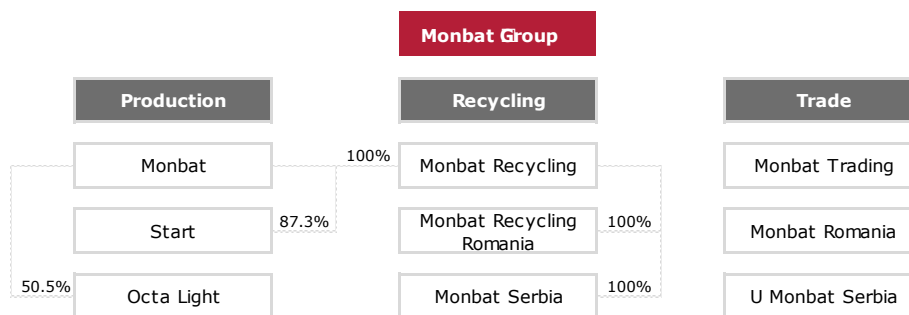 Monbat Group
Production
Recycling
Trade
Monbat
100%
Monbat Recycling
Monbat Trading
Start
87.3%
Monbat Recycling
Romania
100%
Monbat Romania
50.5%
Octa Light
Monbat Serbia
100%
U Monbat Serbia